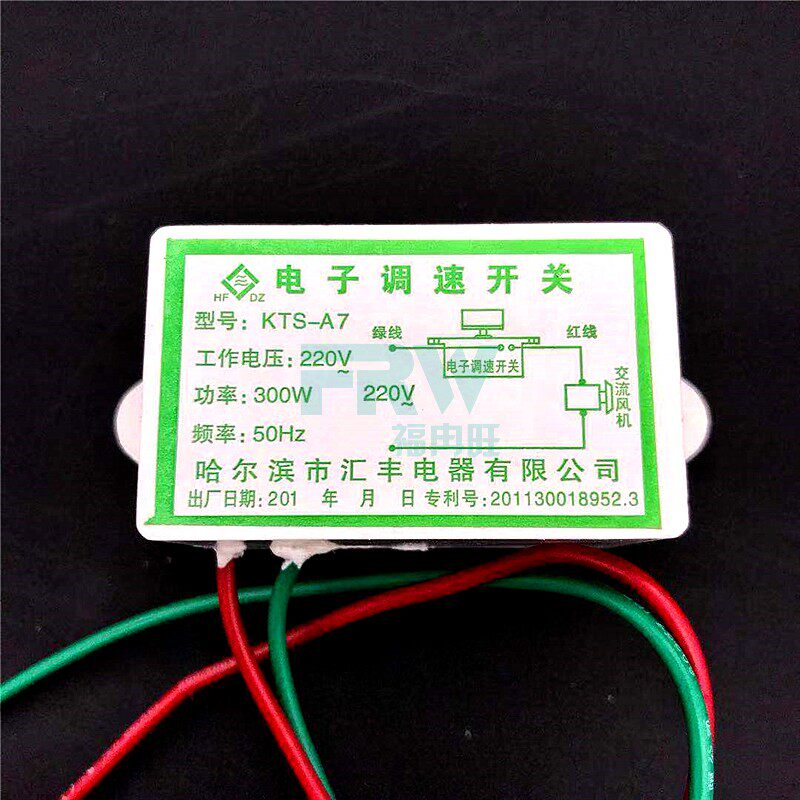 电子调速开关
HF DZ
型号: KTS-A7
工作电压: 220V~
功率: 300W
频率: 50Hz
绿线
红线
电子调速开关
220V~
交流风机
FRW
福冉旺
哈尔滨市汇丰电器有限公司
出厂日期: 201 年 月 日 专利号: 201130018952.3